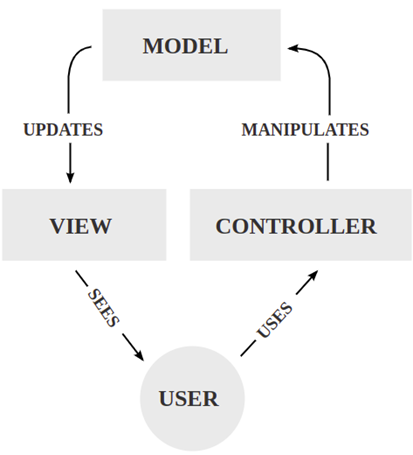 MODEL
UPDATES
MANIPULATES
VIEW
CONTROLLER
SEES
USES
USER